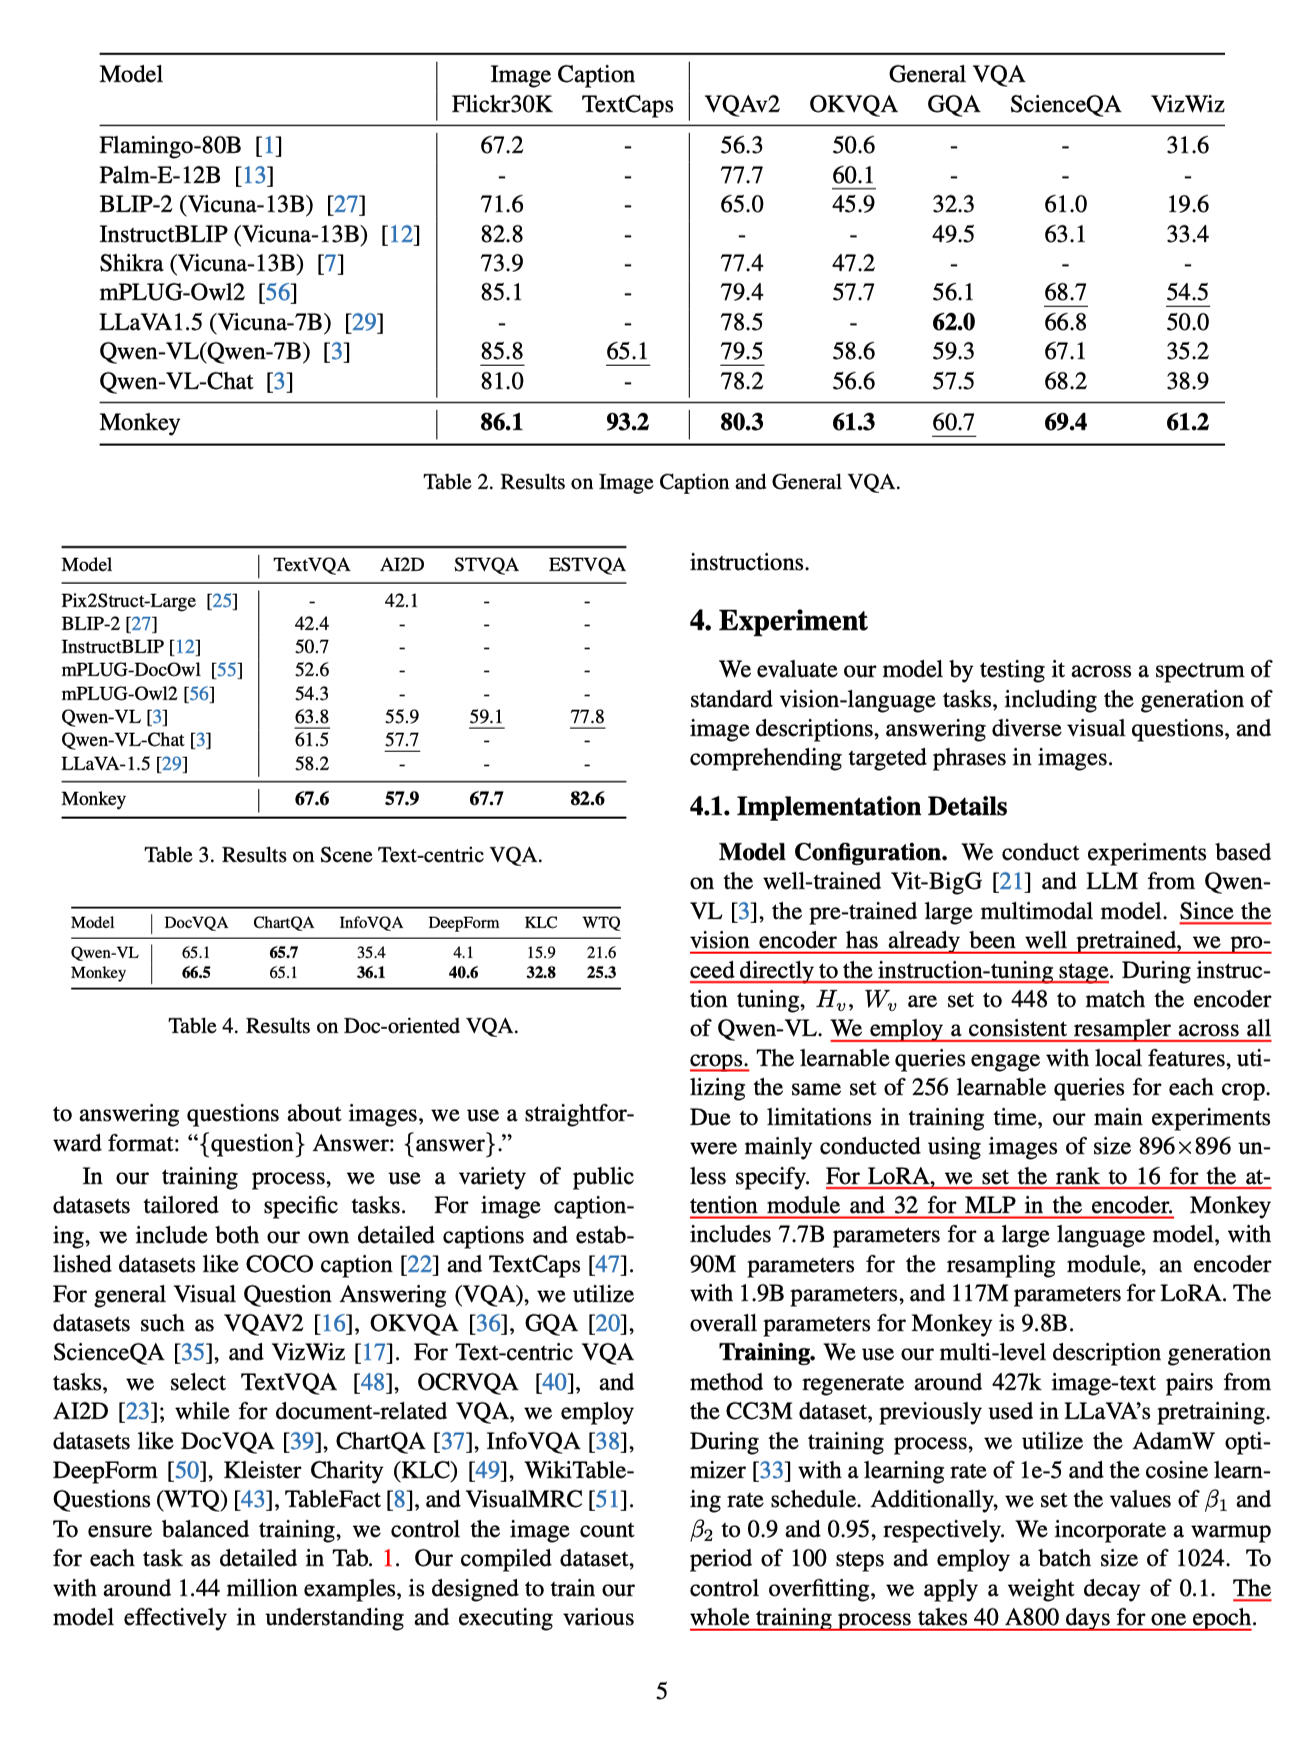 Model Image Caption General VQA
Flickr30K TextCaps VQAv2 OKVQA GQA ScienceQA VizWiz
Flamingo-80B [1] 67.2 - 56.3 50.6 - - 31.6
Palm-E-12B [13] - - 77.7 60.1 - - -
BLIP-2 (Vicuna-13B) [27] 71.6 - 65.0 45.9 32.3 61.0 19.6
InstructBLIP (Vicuna-13B) [12] 82.8 - - - 49.5 63.1 33.4
Shikra (Vicuna-13B) [7] 73.9 - 77.4 47.2 - - -
mPLUG-Owl2 [56] 85.1 - 79.4 57.7 56.1 68.7 54.5
LLaVA1.5 (Vicuna-7B) [29] - - 78.5 - 62.0 66.8 50.0
Qwen-VL(Qwen-7B) [3] 85.8 65.1 79.5 58.6 59.3 67.1 35.2
Qwen-VL-Chat [3] 81.0 - 78.2 56.6 57.5 68.2 38.9
Monkey 86.1 93.2 80.3 61.3 60.7 69.4 61.2
Table 2. Results on Image Caption and General VQA.
Model TextVQA AI2D STVQA ESTVQA
Pix2Struct-Large [25] - 42.1 - -
BLIP-2 [27] 42.4 - - -
InstructBLIP [12] 50.7 - - -
mPLUG-DocOwl [55] 52.6 - - -
mPLUG-Owl2 [56] 54.3 - - -
Qwen-VL [3] 63.8 55.9 59.1 77.8
Qwen-VL-Chat [3] 61.5 57.7 - -
LLaVA-1.5 [29] 58.2 - - -
Monkey 67.6 57.9 67.7 82.6
Table 3. Results on Scene Text-centric VQA.
Model DocVQA ChartQA InfoVQA DeepForm KLC WTQ
Qwen-VL 65.1 65.7 35.4 4.1 15.9 21.6
Monkey 66.5 65.1 36.1 40.6 32.8 25.3
Table 4. Results on Doc-oriented VQA.
to answering questions about images, we use a straightfor-
ward format: “{question} Answer: {answer}.”
In our training process, we use a variety of public
datasets tailored to specific tasks. For image caption-
ing, we include both our own detailed captions and estab-
lished datasets like COCO caption [22] and TextCaps [47].
For general Visual Question Answering (VQA), we utilize
datasets such as VQAV2 [16], OKVQA [36], GQA [20],
ScienceQA [35], and VizWiz [17]. For Text-centric VQA
tasks, we select TextVQA [48], OCRVQA [40], and
AI2D [23]; while for document-related VQA, we employ
datasets like DocVQA [39], ChartQA [37], InfoVQA [38],
DeepForm [50], Kleister Charity (KLC) [49], WikiTable-
Questions (WTQ) [43], TableFact [8], and VisualMRC [51].
To ensure balanced training, we control the image count
for each task as detailed in Tab. 1. Our compiled dataset,
with around 1.44 million examples, is designed to train our
model effectively in understanding and executing various
instructions.
4. Experiment
We evaluate our model by testing it across a spectrum of
standard vision-language tasks, including the generation of
image descriptions, answering diverse visual questions, and
comprehending targeted phrases in images.
4.1. Implementation Details
Model Configuration. We conduct experiments based
on the well-trained Vit-BigG [21] and LLM from Qwen-
VL [3], the pre-trained large multimodal model. Since the
vision encoder has already been well pretrained, we pro-
ceed directly to the instruction-tuning stage. During instruc-
tion tuning, Hᵥ, Wᵥ are set to 448 to match the encoder
of Qwen-VL. We employ a consistent resampler across all
crops. The learnable queries engage with local features, uti-
lizing the same set of 256 learnable queries for each crop.
Due to limitations in training time, our main experiments
were mainly conducted using images of size 896×896 un-
less specify. For LoRA, we set the rank to 16 for the at-
tention module and 32 for MLP in the encoder. Monkey
includes 7.7B parameters for a large language model, with
90M parameters for the resampling module, an encoder
with 1.9B parameters, and 117M parameters for LoRA. The
overall parameters for Monkey is 9.8B.
Training. We use our multi-level description generation
method to regenerate around 427k image-text pairs from
the CC3M dataset, previously used in LLaVA’s pretraining.
During the training process, we utilize the AdamW opti-
mizer [33] with a learning rate of 1e-5 and the cosine learn-
ing rate schedule. Additionally, we set the values of β₁ and
β₂ to 0.9 and 0.95, respectively. We incorporate a warmup
period of 100 steps and employ a batch size of 1024. To
control overfitting, we apply a weight decay of 0.1. The
whole training process takes 40 A800 days for one epoch.
5